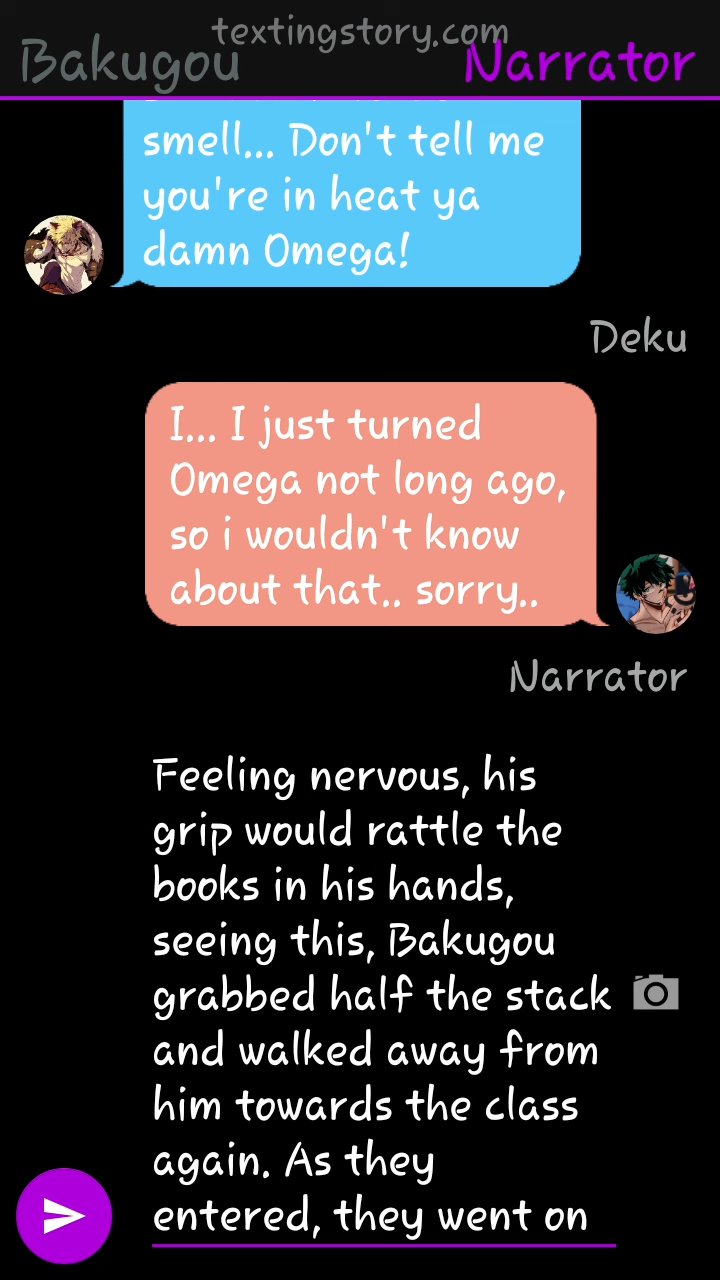 textingstory.com
Bakugou
Narrator
smell... Don't tell me
you're in heat ya
damn Omega!
Deku
I... I just turned
Omega not long ago,
so i wouldn't know
about that.. sorry..
Narrator
Feeling nervous, his
grip would rattle the
books in his hands,
seeing this, Bakugou
grabbed half the stack
and walked away from
him towards the class
again. As they
entered, they went on